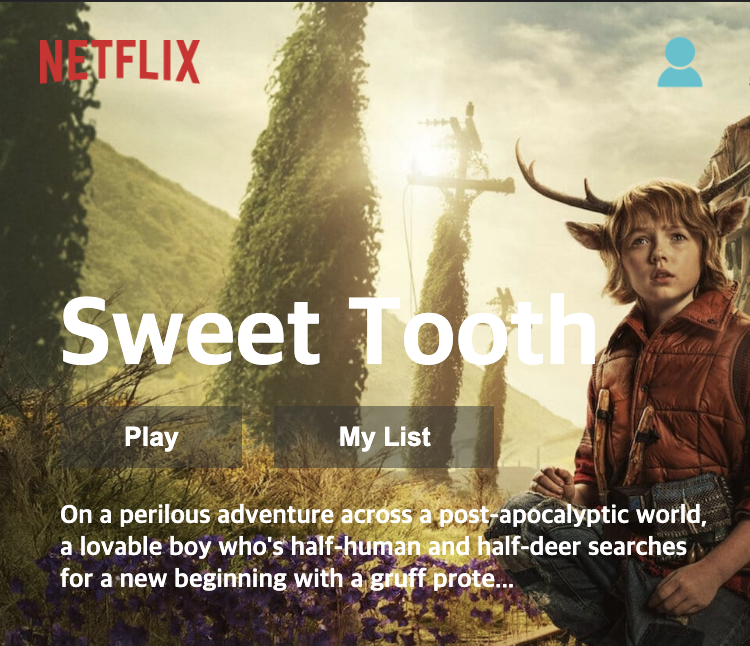 NETFLIX
Sweet Tooth
Play
My List
On a perilous adventure across a post-apocalyptic world,
a lovable boy who's half-human and half-deer searches
for a new beginning with a gruff prote...